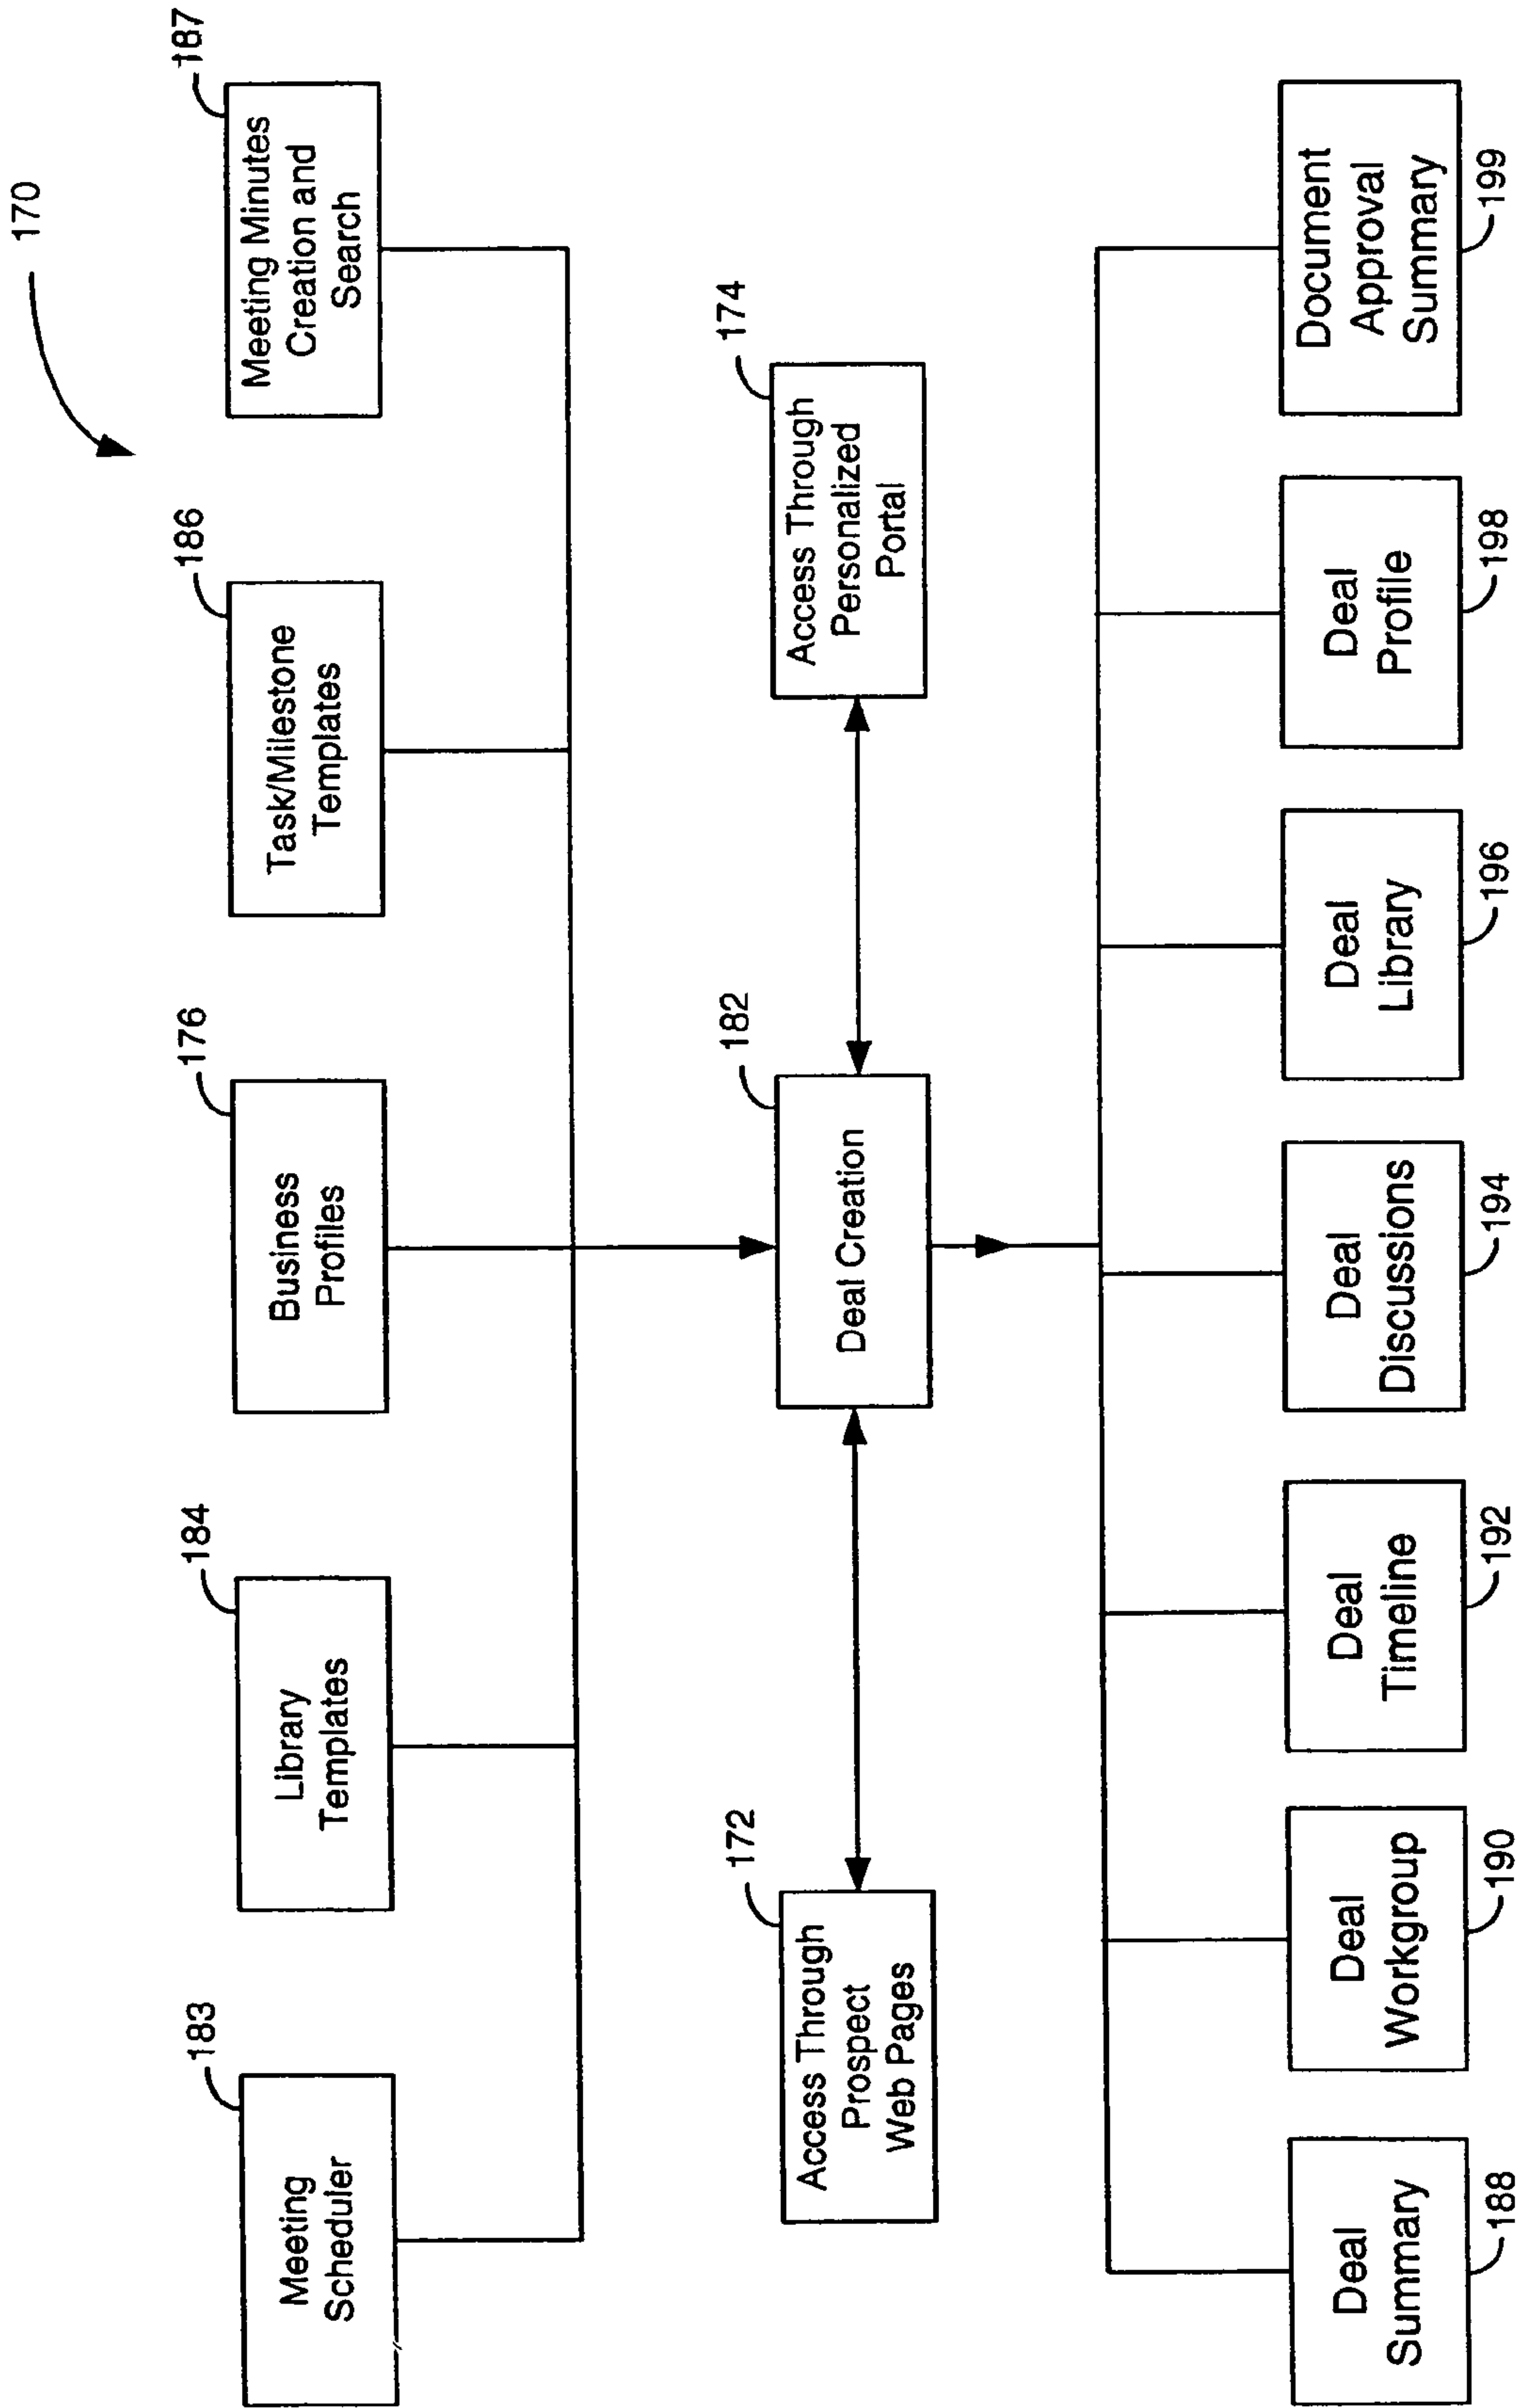 170
183
Meeting
Scheduler
184
Library
Templates
176
Business
Profiles
186
Task/Milestone
Templates
187
Meeting Minutes
Creation and
Search
172
Access Through
Prospect
Web Pages
182
Deal Creation
174
Access Through
Personalized
Portal
Deal
Summary
188
Deal
Workgroup
190
Deal
Timeline
192
Deal
Discussions
194
Deal
Library
196
Deal
Profile
198
Document
Approval
Summary
199